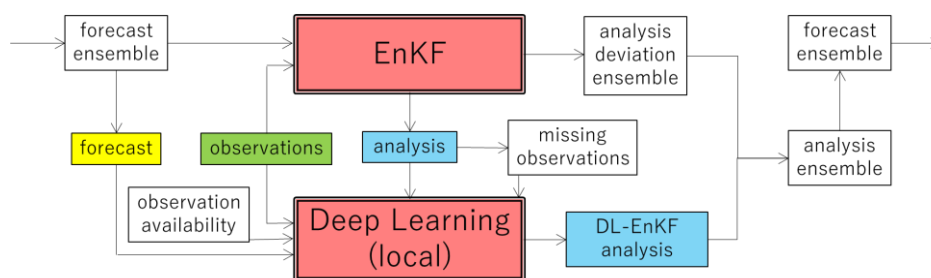 forecast
ensemble
EnKF
analysis
deviation
ensemble
forecast
ensemble
forecast
observations
analysis
missing
observations
analysis
ensemble
observation
availability
Deep Learning
(local)
DL-EnKF
analysis